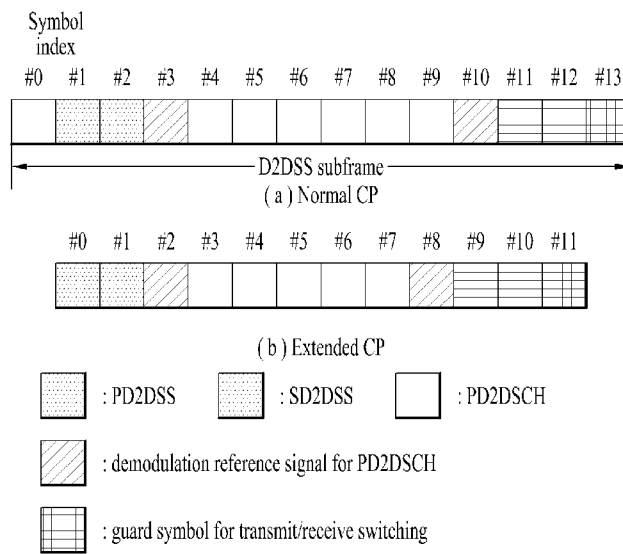 Symbol
index
#0 #1 #2 #3 #4 #5 #6 #7 #8 #9 #10 #11 #12 #13
D2DSS subframe
( a ) Normal CP
#0 #1 #2 #3 #4 #5 #6 #7 #8 #9 #10 #11
( b ) Extended CP
: PD2DSS : SD2DSS : PD2DSCH
: demodulation reference signal for PD2DSCH
: guard symbol for transmit/receive switching